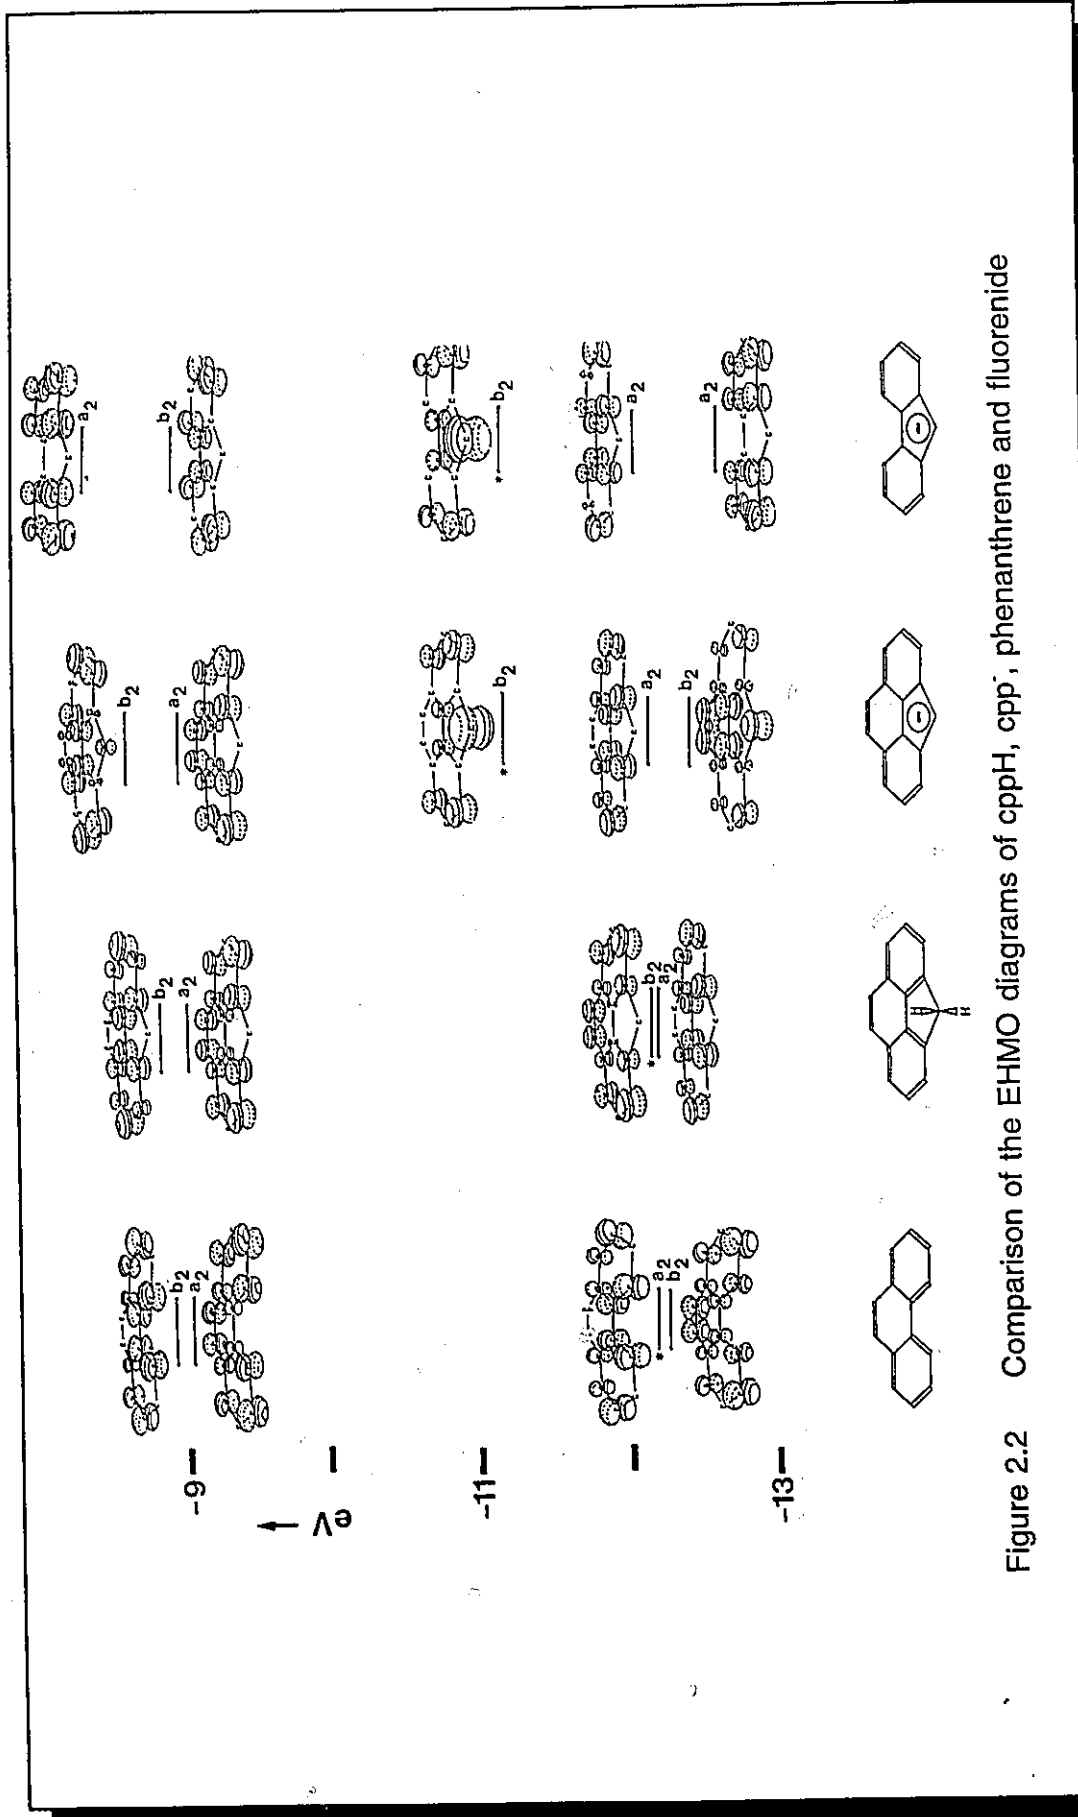 a₂
b₂
b₂ b₂ b₂
-9 a₂ a₂ a₂
eV
-11 * b₂ * b₂
a₂
* a₂ * b₂ a₂
b₂ a₂ b₂
a₂
-13
H
H
Figure 2.2 Comparison of the EHMO diagrams of cppH, cpp⁻, phenanthrene and fluorenide